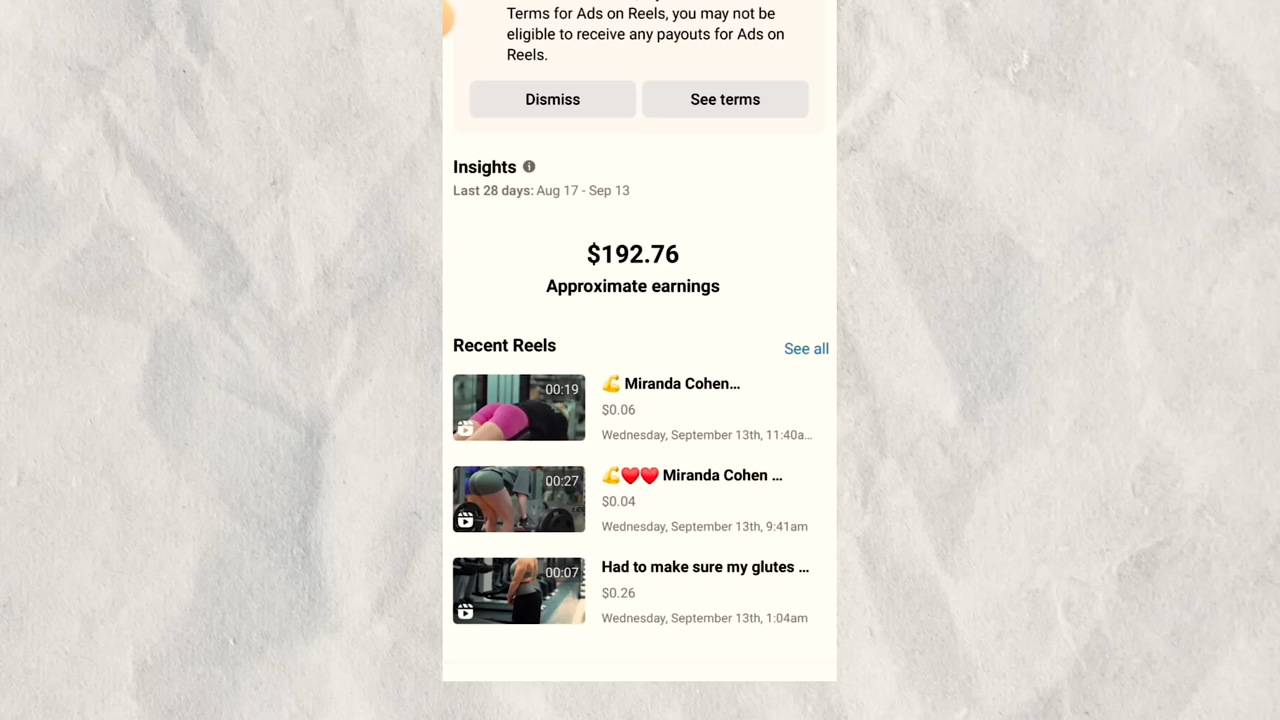 Terms for Ads on Reels, you may not be
eligible to receive any payouts for Ads on
Reels.
Dismiss
See terms
Insights
Last 28 days: Aug 17 - Sep 13
$192.76
Approximate earnings
Recent Reels
See all
00:19
💪 Miranda Cohen...
$0.06
Wednesday, September 13th, 11:40a...
00:27
💪❤️❤️ Miranda Cohen ...
$0.04
Wednesday, September 13th, 9:41am
00:07
Had to make sure my glutes ...
$0.26
Wednesday, September 13th, 1:04am